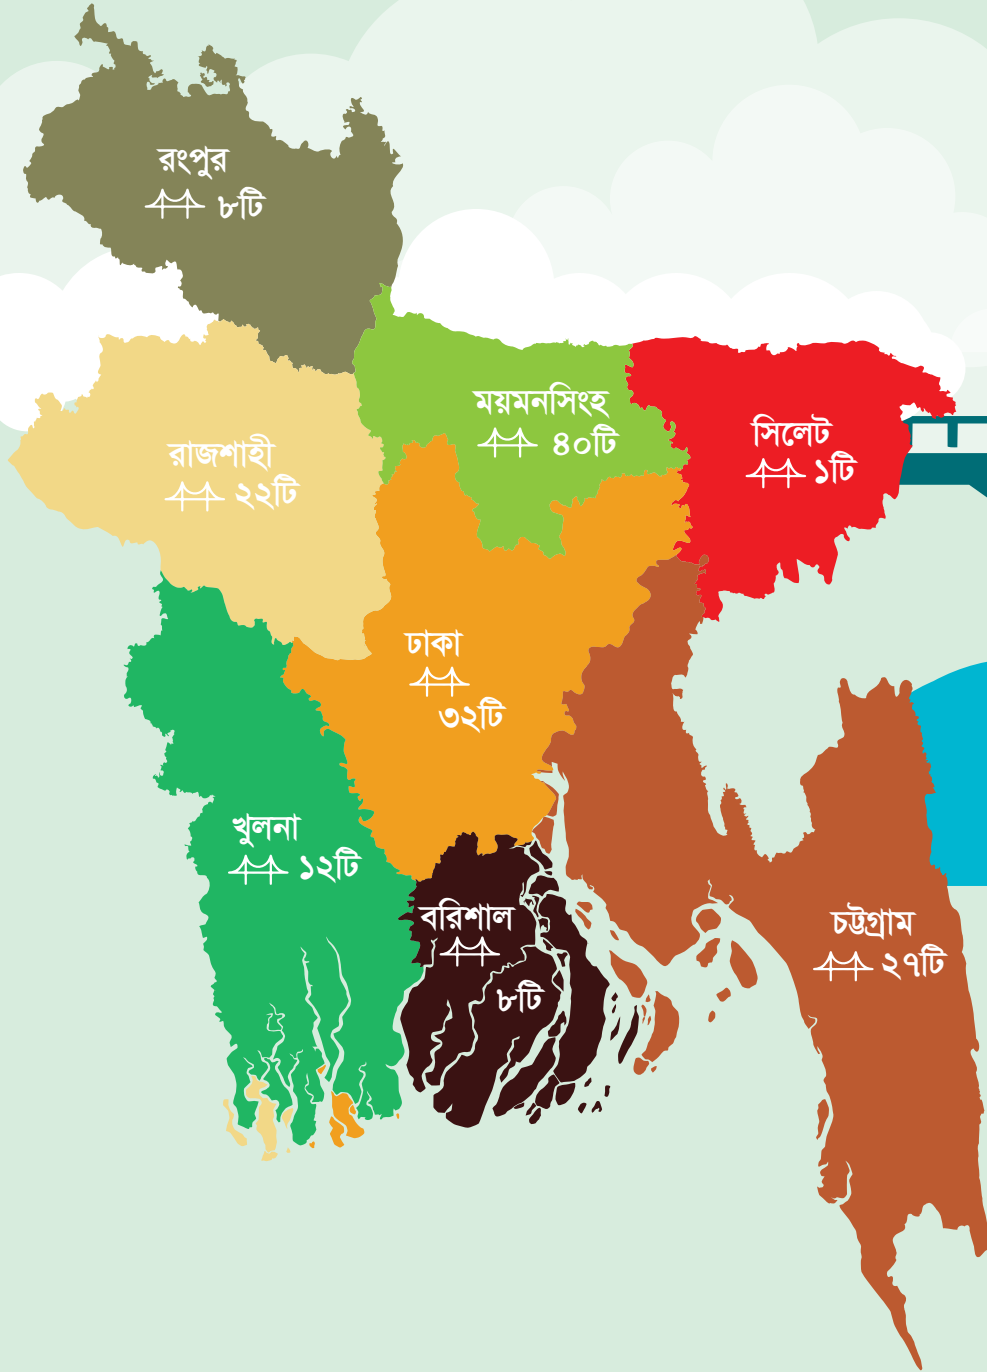 রংপুর
৮টি
ময়মনসিংহ
৪০টি
সিলেট
১টি
রাজশাহী
২২টি
ঢাকা
৩২টি
খুলনা
১২টি
বরিশাল
৮টি
চট্টগ্রাম
২৭টি